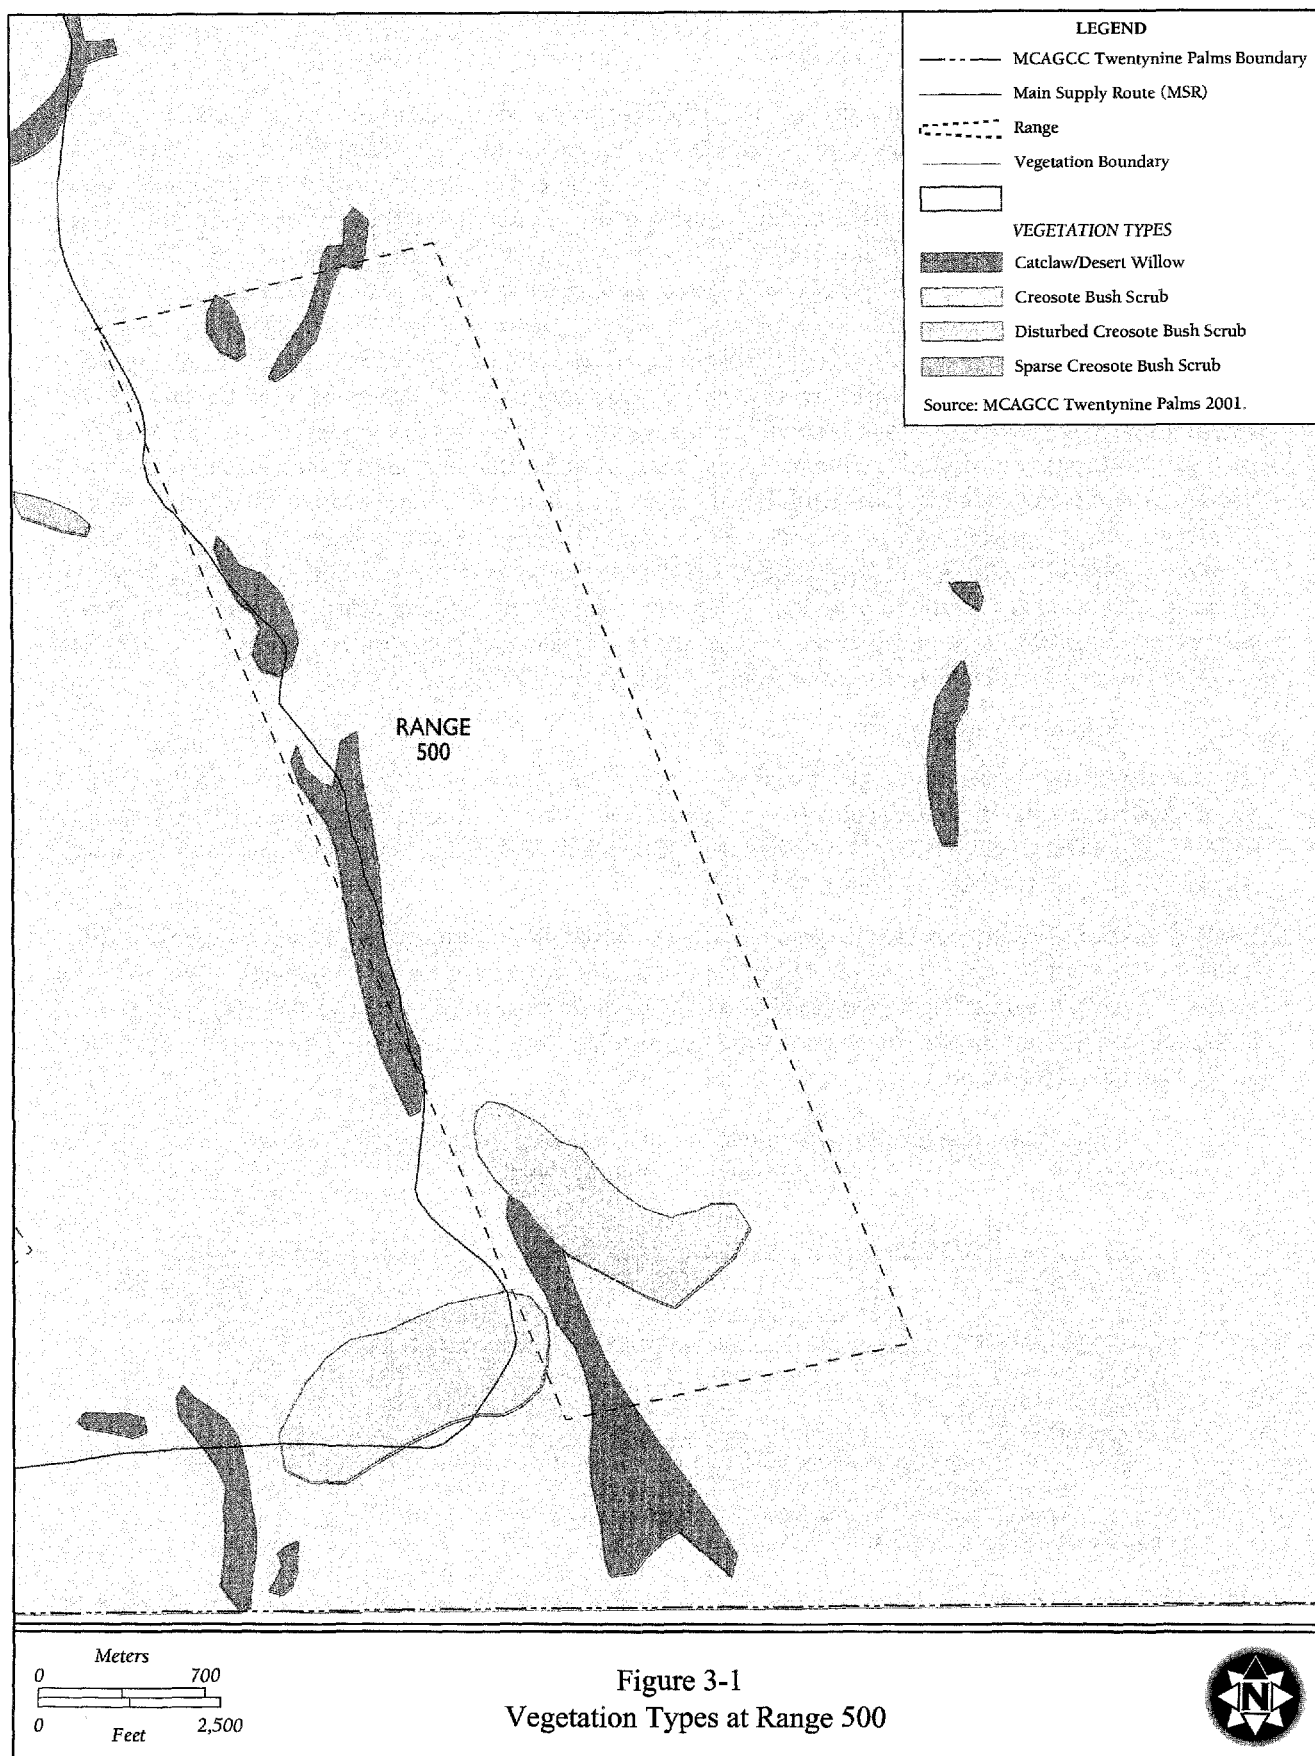 LEGEND
MCAGCC Twentynine Palms Boundary
Main Supply Route (MSR)
Range
Vegetation Boundary
VEGETATION TYPES
Catclaw/Desert Willow
Creosote Bush Scrub
Disturbed Creosote Bush Scrub
Sparse Creosote Bush Scrub
Source: MCAGCC Twentynine Palms 2001.
RANGE
500
Meters
0 700
0 2,500
Feet
Figure 3-1
Vegetation Types at Range 500
N